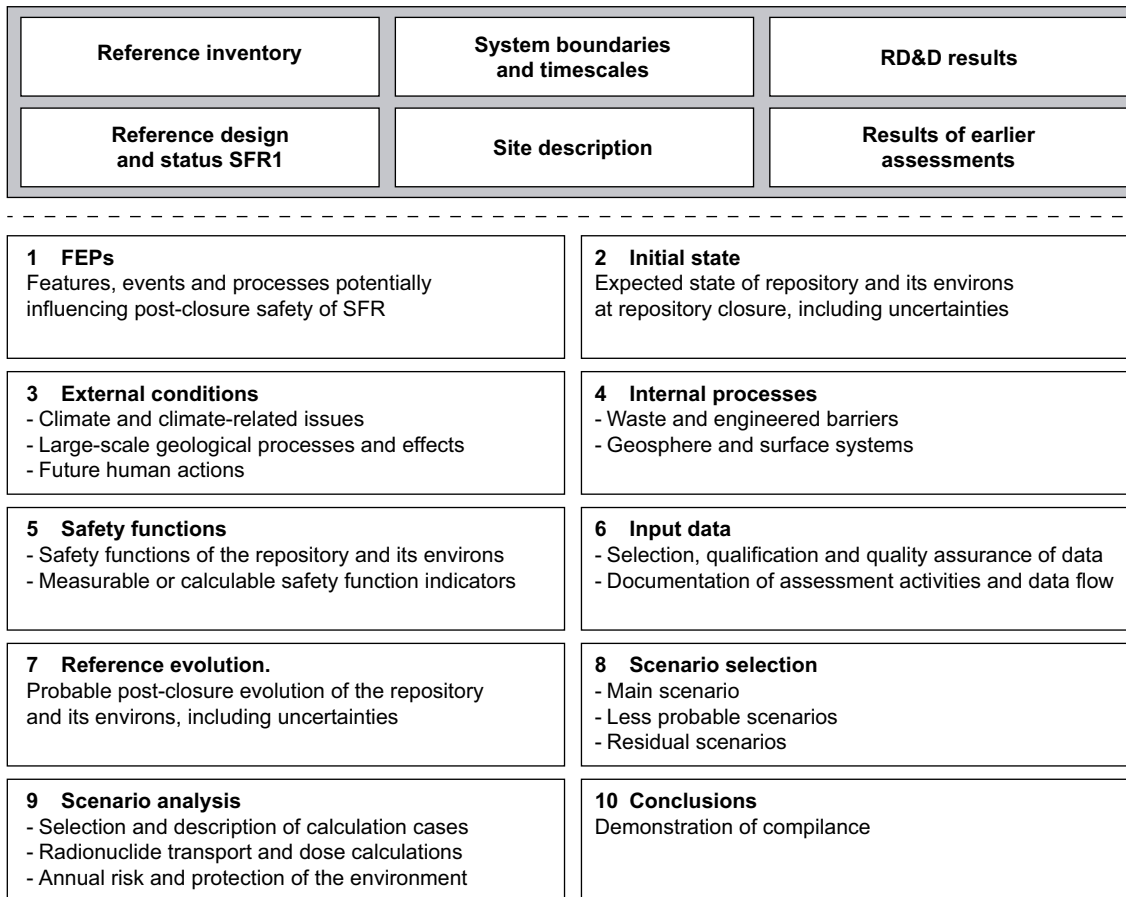 Reference inventory
System boundaries
and timescales
RD&D results
Reference design
and status SFR1
Site description
Results of earlier
assessments
1 FEPs
Features, events and processes potentially
influencing post-closure safety of SFR
2 Initial state
Expected state of repository and its environs
at repository closure, including uncertainties
3 External conditions
- Climate and climate-related issues
- Large-scale geological processes and effects
- Future human actions
4 Internal processes
- Waste and engineered barriers
- Geosphere and surface systems
5 Safety functions
- Safety functions of the repository and its environs
- Measurable or calculable safety function indicators
6 Input data
- Selection, qualification and quality assurance of data
- Documentation of assessment activities and data flow
7 Reference evolution.
Probable post-closure evolution of the repository
and its environs, including uncertainties
8 Scenario selection
- Main scenario
- Less probable scenarios
- Residual scenarios
9 Scenario analysis
- Selection and description of calculation cases
- Radionuclide transport and dose calculations
- Annual risk and protection of the environment
10 Conclusions
Demonstration of compilance